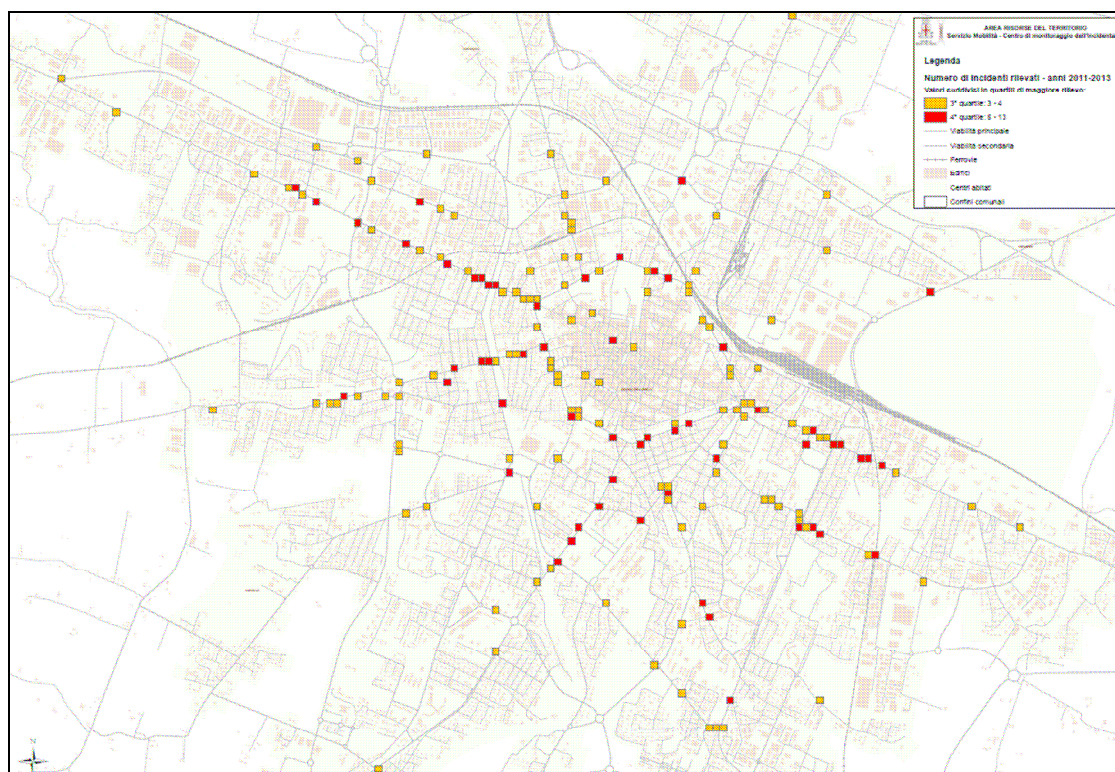 AREA RISORSE DEL TERRITORIO
Servizio Mobilità - Centro di monitoraggio dell'incidenta
Legenda
Numero di incidenti rilevati - anni 2011-2013
Valori suddivisi in quartili di maggiore rilievo:
3° quartile: 3 - 4
4° quartile: 5 - 13
Viabilità principale
Viabilità secondaria
Ferrovie
Edifici
Centri abitati
Confini comunali
N